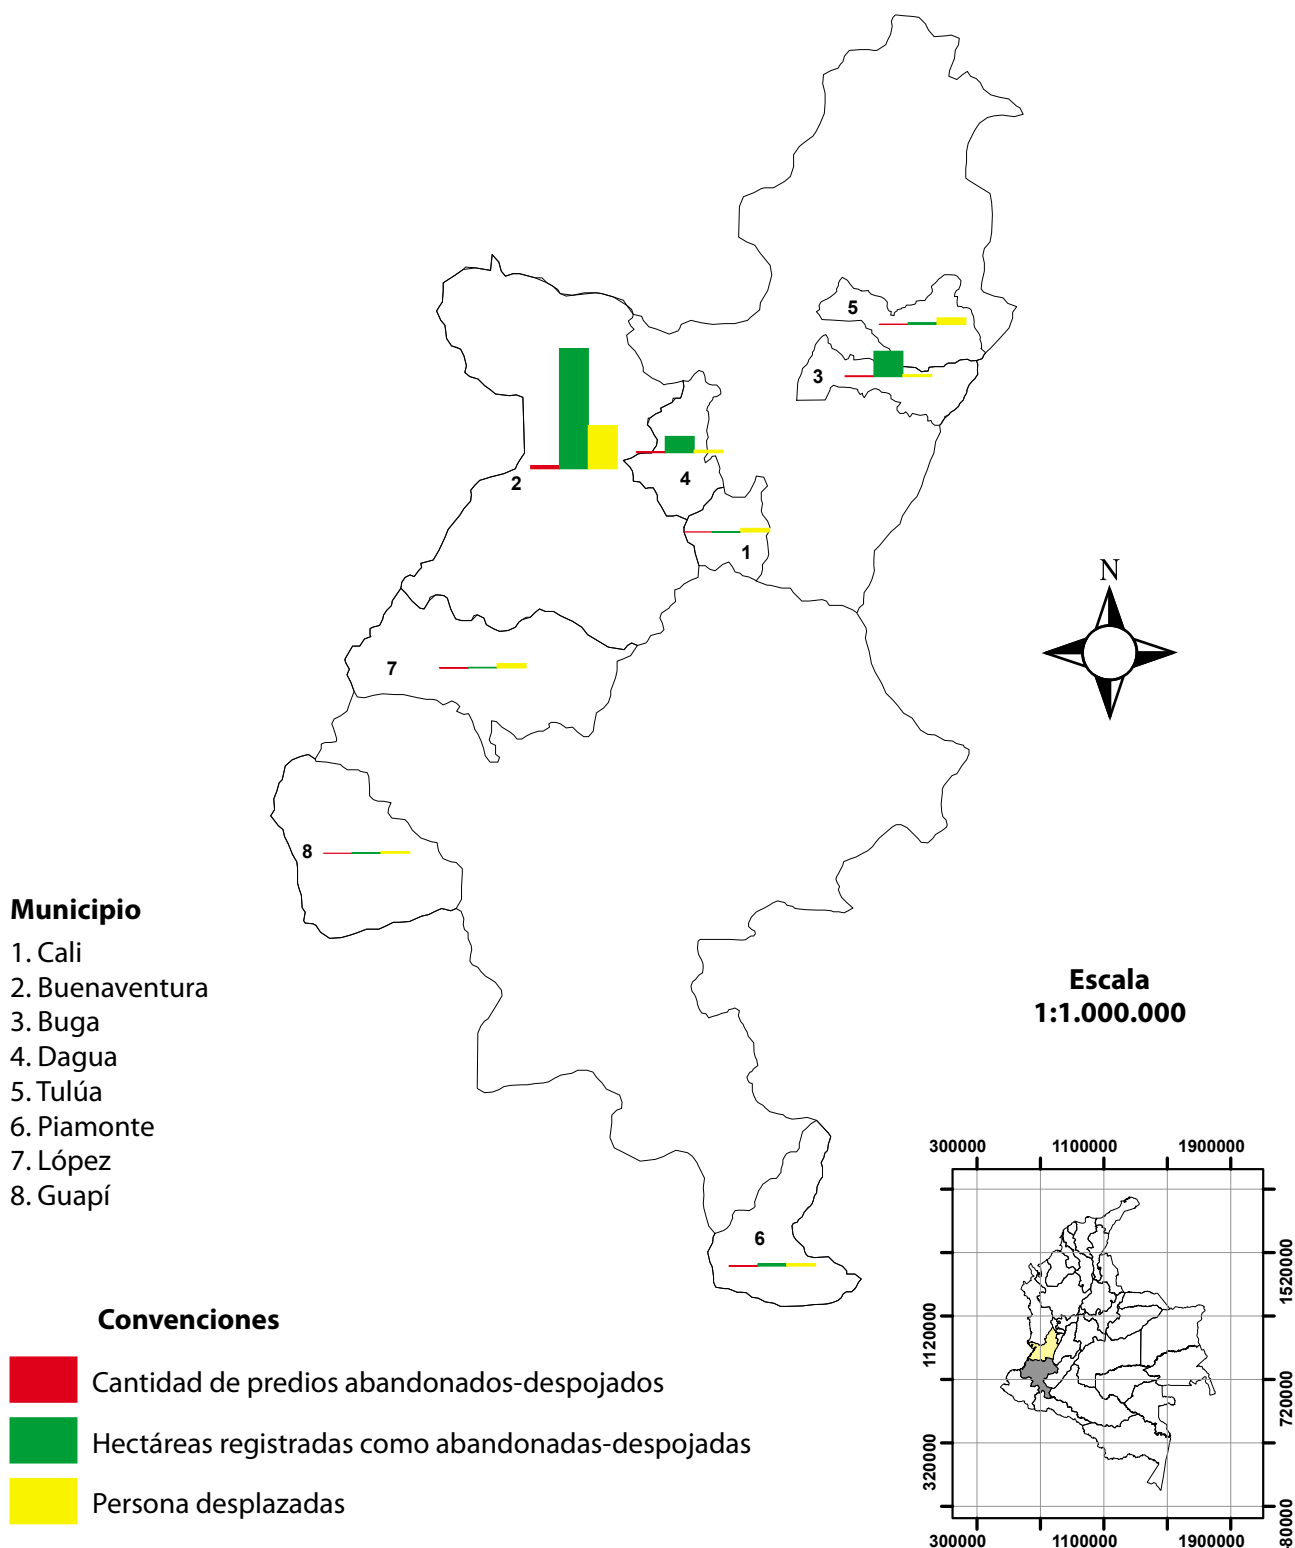 5
3
2
4
1
N
7
8
Municipio
1. Cali
2. Buenaventura
3. Buga
4. Dagua
5. Tulúa
6. Piamonte
7. López
8. Guapí
Escala
1:1.000.000
6
Convenciones
Cantidad de predios abandonados-despojados
Hectáreas registradas como abandonadas-despojadas
Persona desplazadas
300000 1100000 1900000
1120000
320000
1520000
720000
80000
300000 1100000 1900000